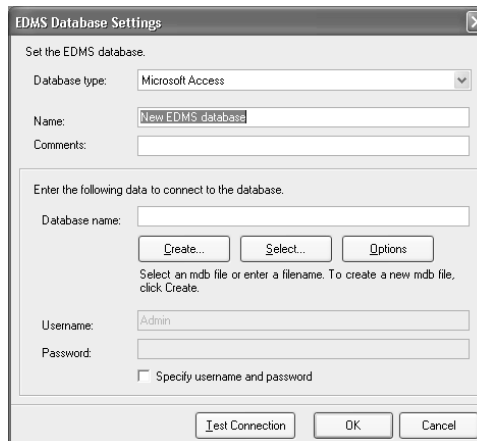 EDMS Database Settings
Set the EDMS database.
Database type: Microsoft Access
Name: New EDMS database
Comments:
Enter the following data to connect to the database.
Database name:
Create... Select... Options
Select an mdb file or enter a filename. To create a new mdb file,
click Create.
Username: Admin
Password:
Specify username and password
Test Connection OK Cancel